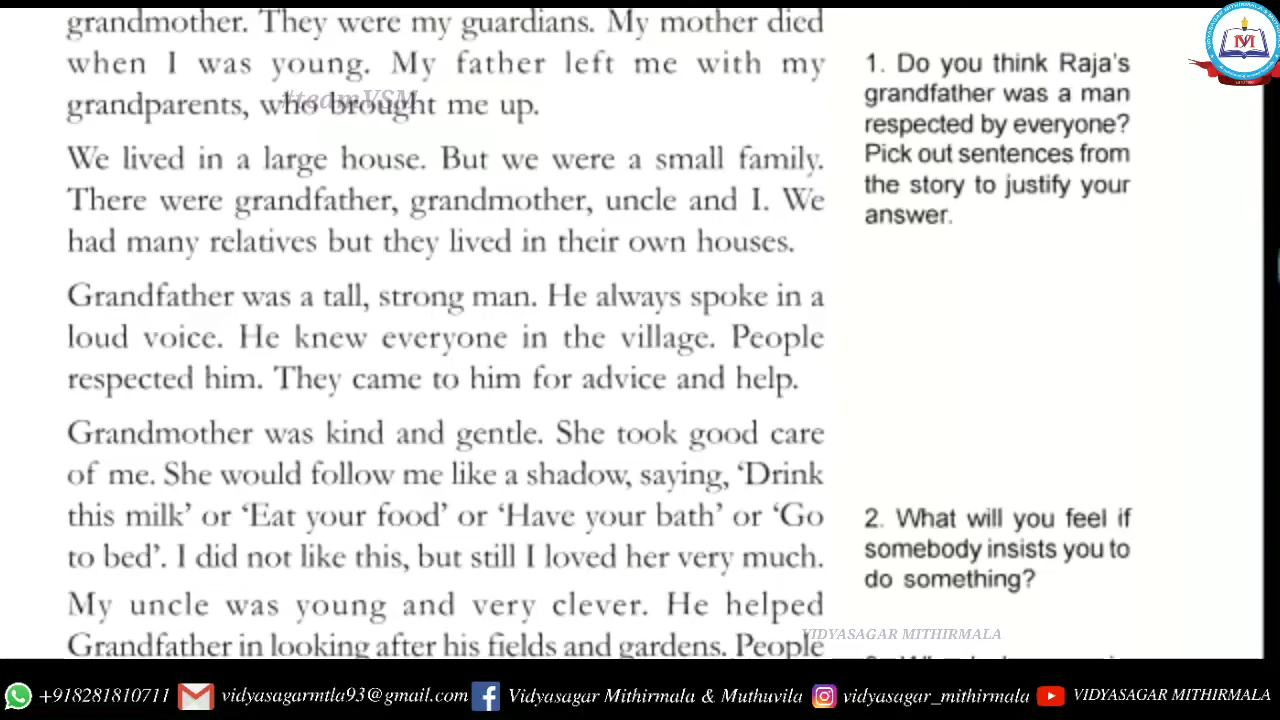 grandmother. They were my guardians. My mother died
when I was young. My father left me with my
grandparents, who brought me up.
#teamVSM
We lived in a large house. But we were a small family.
There were grandfather, grandmother, uncle and I. We
had many relatives but they lived in their own houses.
Grandfather was a tall, strong man. He always spoke in a
loud voice. He knew everyone in the village. People
respected him. They came to him for advice and help.
Grandmother was kind and gentle. She took good care
of me. She would follow me like a shadow, saying, ‘Drink
this milk’ or ‘Eat your food’ or ‘Have your bath’ or ‘Go
to bed’. I did not like this, but still I loved her very much.
My uncle was young and very clever. He helped
Grandfather in looking after his fields and gardens. People
1. Do you think Raja’s
grandfather was a man
respected by everyone?
Pick out sentences from
the story to justify your
answer.
2. What will you feel if
somebody insists you to
do something?
VIDYASAGAR MITHIRMALA
+918281810711 vidyasagarmtla93@gmail.com Vidyasagar Mithirmala & Muthuvila vidyasagar_mithirmala VIDYASAGAR MITHIRMALA